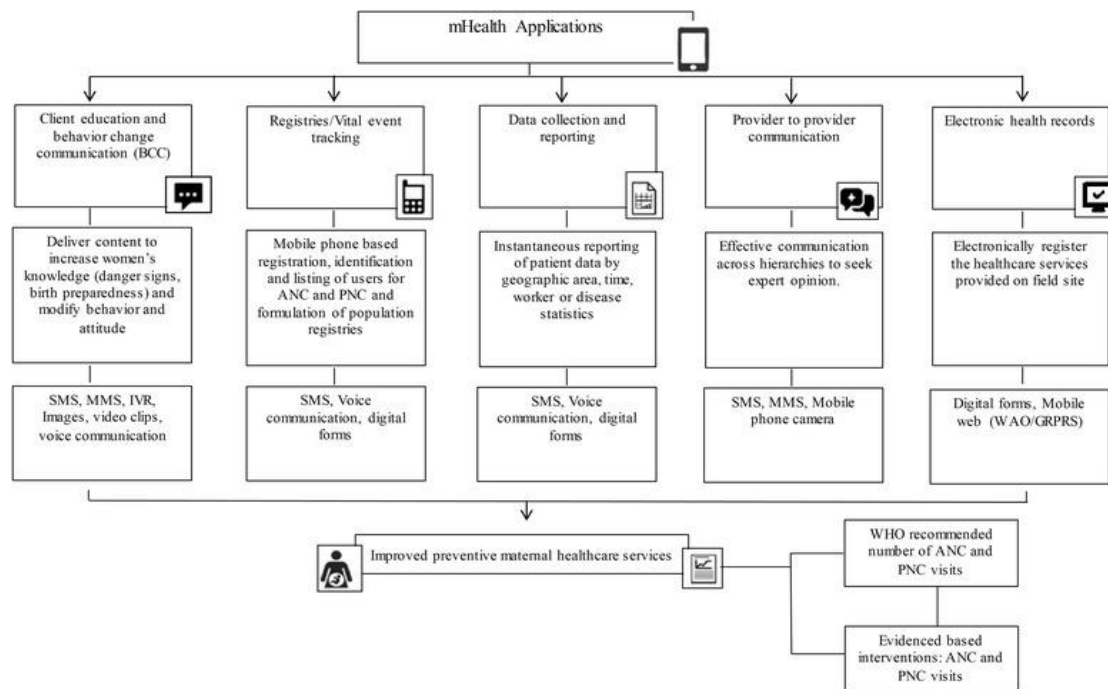 mHealth Applications
Client education and
behavior change
communication (BCC)
Registries/Vital event
tracking
Data collection and
reporting
Provider to provider
communication
Electronic health records
Deliver content to
increase women's
knowledge (danger signs,
birth preparedness) and
modify behavior and
attitude
Mobile phone based
registration, identification
and listing of users for
ANC and PNC and
formulation of population
registries
Instantaneous reporting
of patient data by
geographic area, time,
worker or disease
statistics
Effective communication
across hierarchies to seek
expert opinion.
Electronically register
the healthcare services
provided on field site
SMS, MMS, IVR,
Images, video clips,
voice communication
SMS, Voice
communication, digital
forms
SMS, Voice
communication, digital
forms
SMS, MMS, Mobile
phone camera
Digital forms, Mobile
web (WAO/GRPRS)
Improved preventive maternal healthcare services
WHO recommended
number of ANC and
PNC visits
Evidenced based
interventions: ANC and
PNC visits